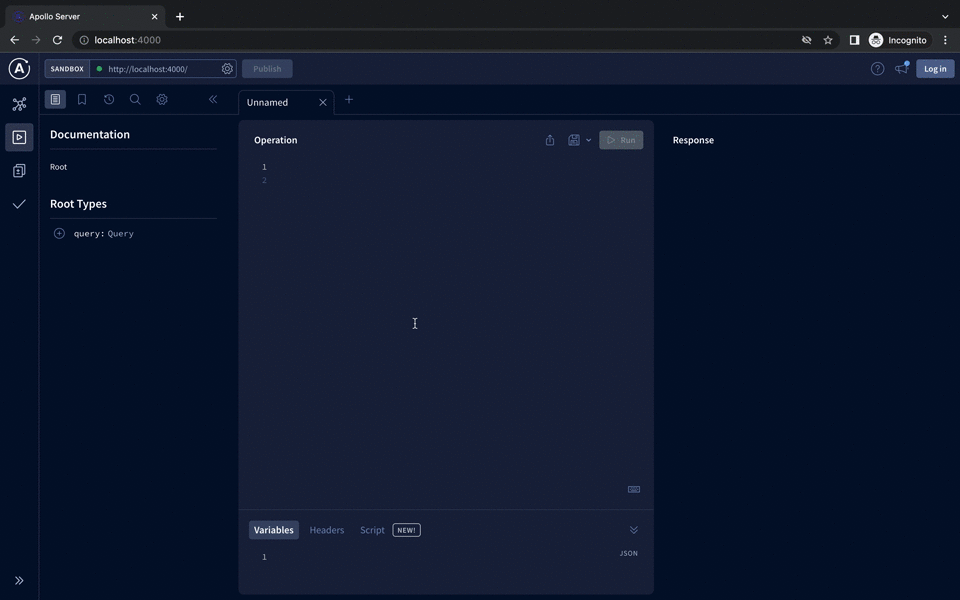 Apollo Server
localhost:4000
Incognito
SANDBOX
http://localhost:4000/
Publish
Log in
Unnamed
Documentation
Root
Root Types
query: Query
Operation
Run
1
2
Variables
Headers
Script
NEW!
JSON
1
Response